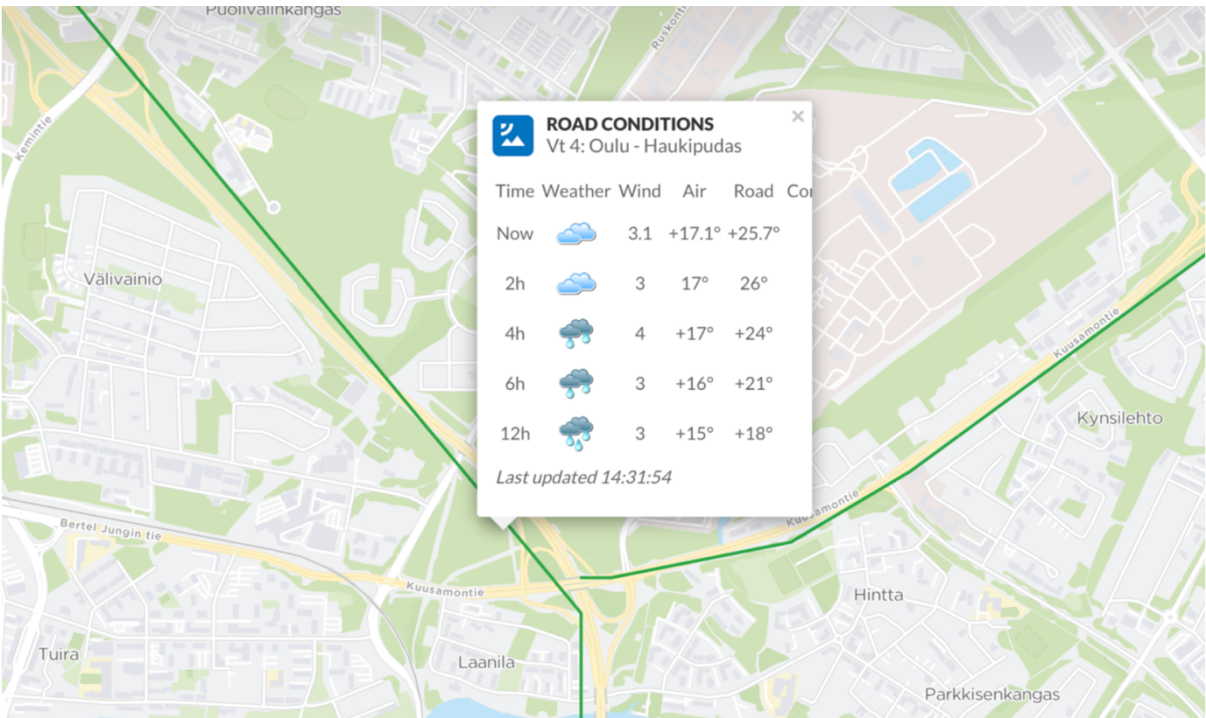 Puolivälinkangas
Ruskonti
Kemintie
ROAD CONDITIONS
Vt 4: Oulu - Haukipudas
×
Time Weather Wind Air Road Cor
Now 3.1 +17.1° +25.7°
2h 3 17° 26°
4h 4 +17° +24°
6h 3 +16° +21°
12h 3 +15° +18°
Last updated 14:31:54
Välivainio
Kuusamontie
Kynsilehto
Kuusamontie
Bertel Jungin tie
Kuusamontie
Hintta
Tuira
Laanila
Parkkisenkangas